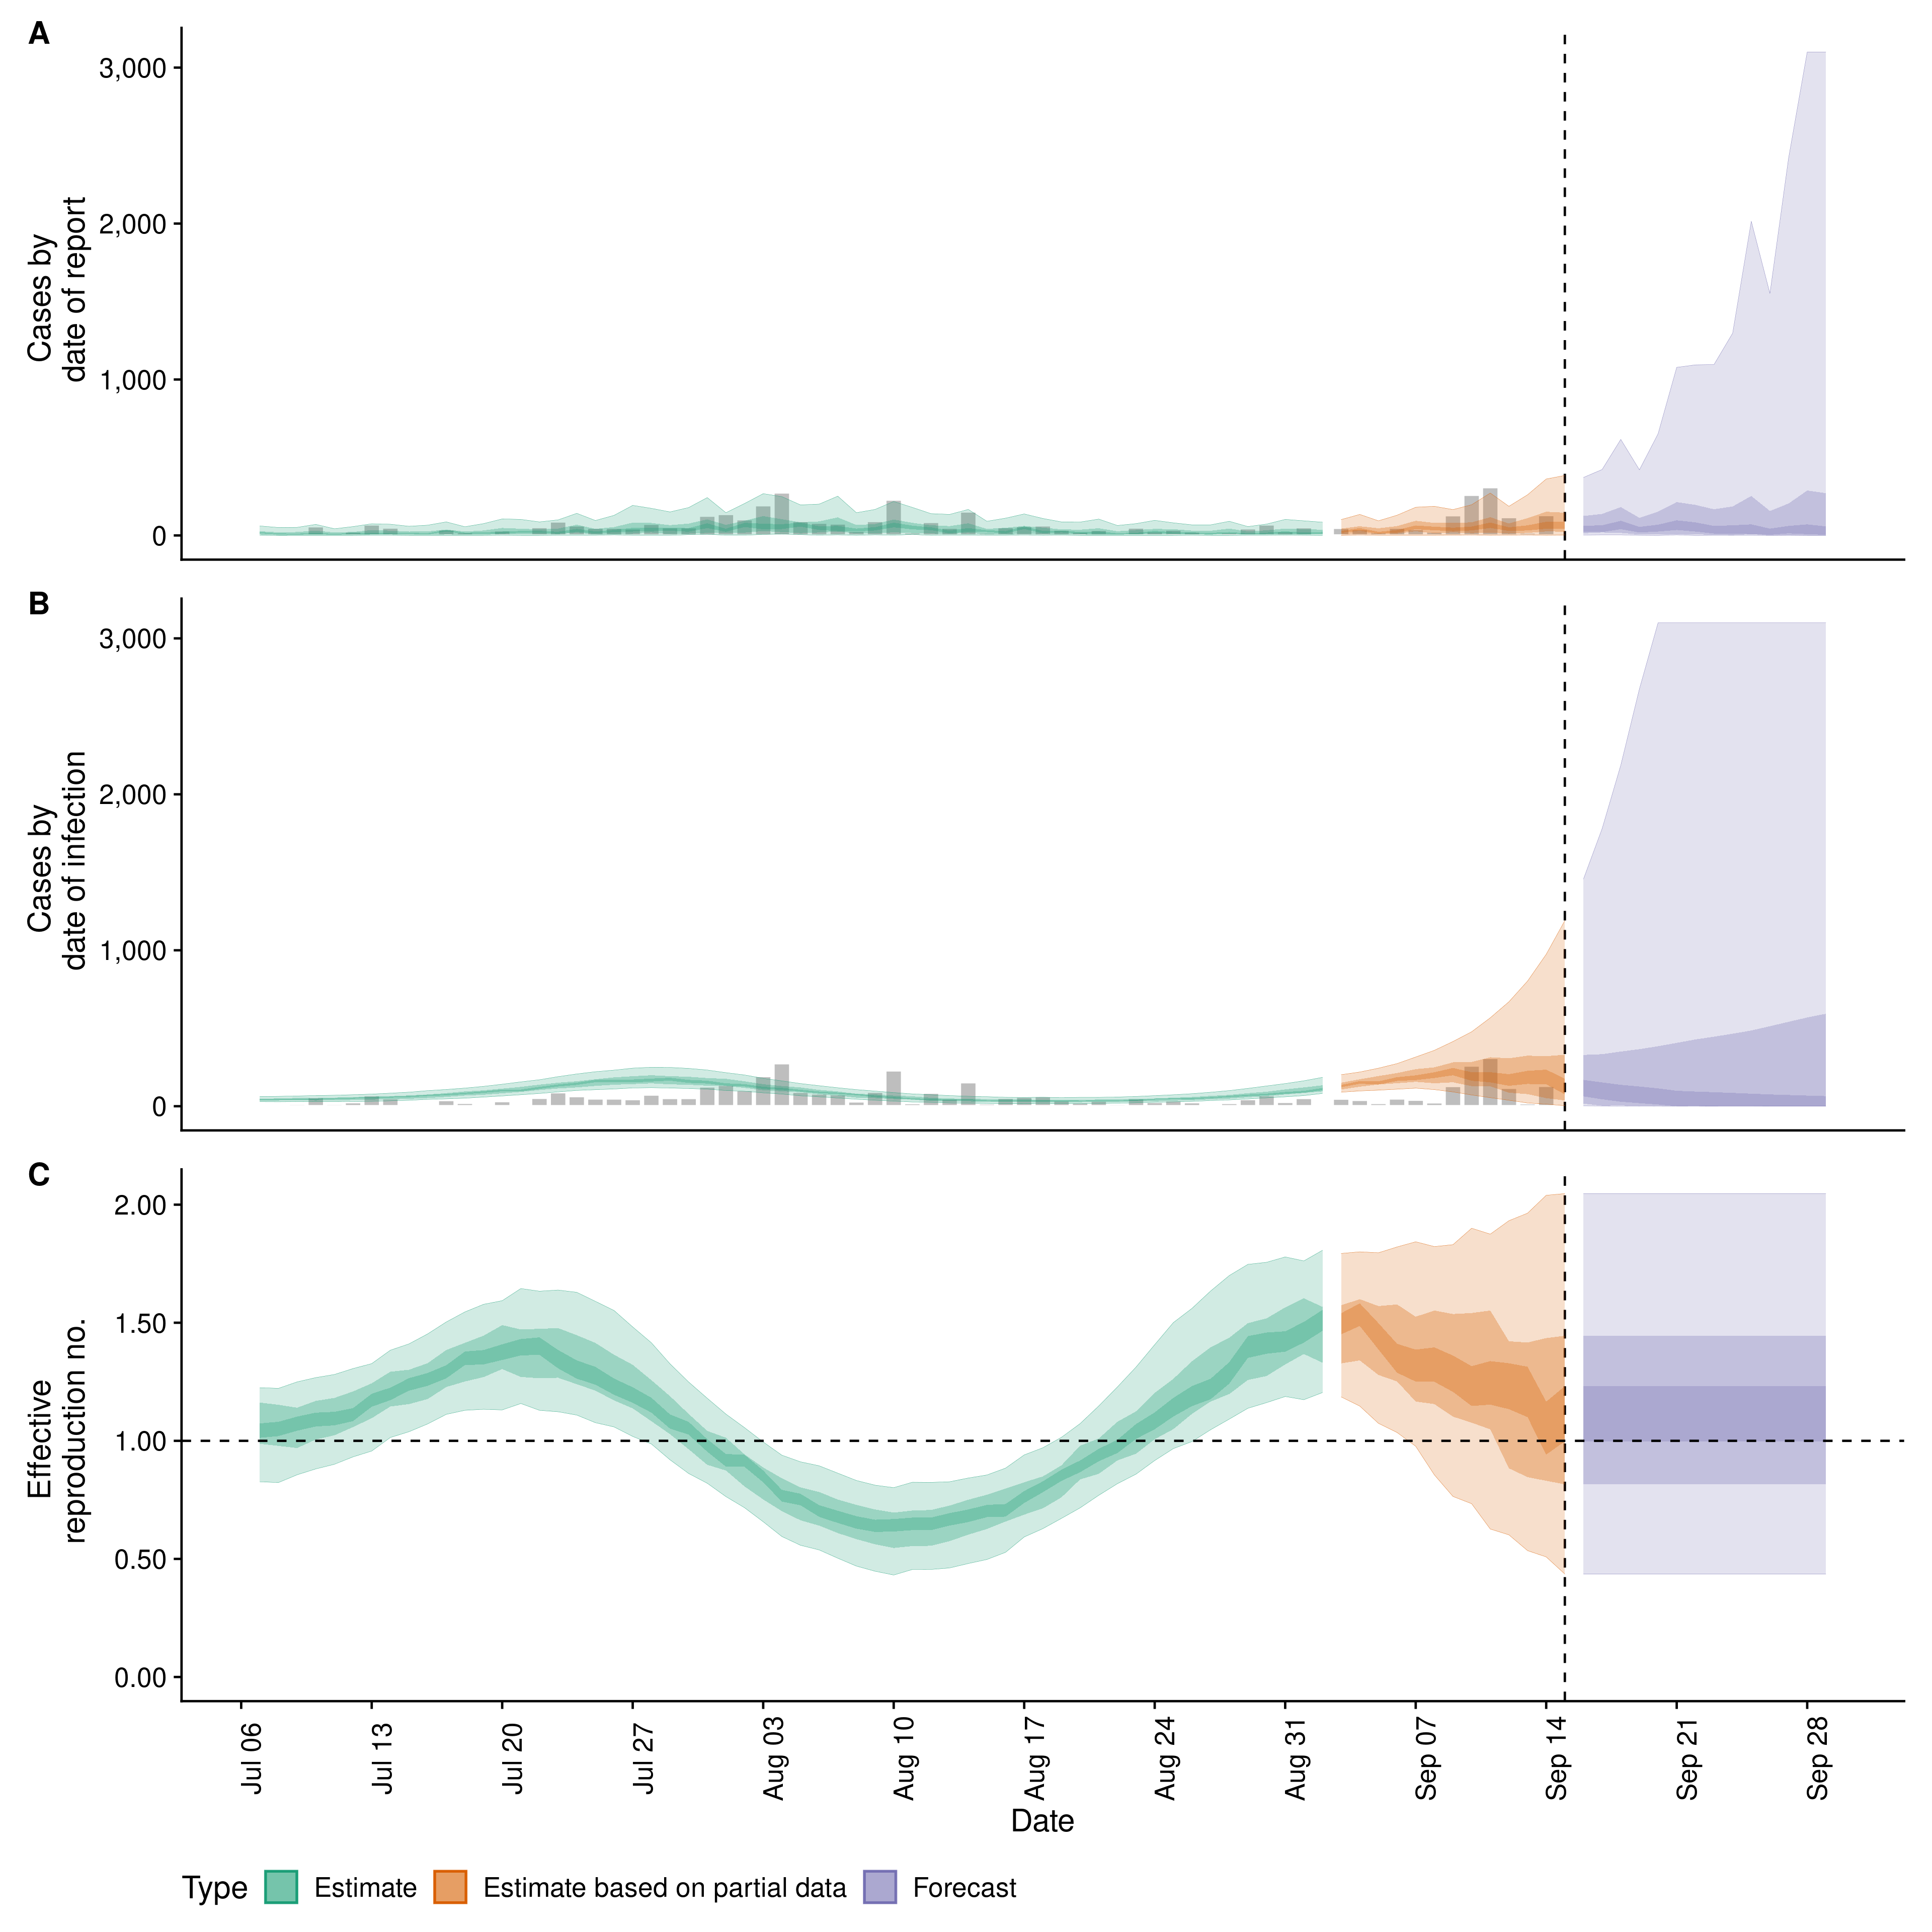 A
Cases by
date of report
3,000
2,000
1,000
0
B
Cases by
date of infection
3,000
2,000
1,000
0
C
Effective
reproduction no.
2.00
1.50
1.00
0.50
0.00
Jul 06
Jul 13
Jul 20
Jul 27
Aug 03
Aug 10
Aug 17
Aug 24
Aug 31
Sep 07
Sep 14
Sep 21
Sep 28
Date
Type Estimate Estimate based on partial data Forecast